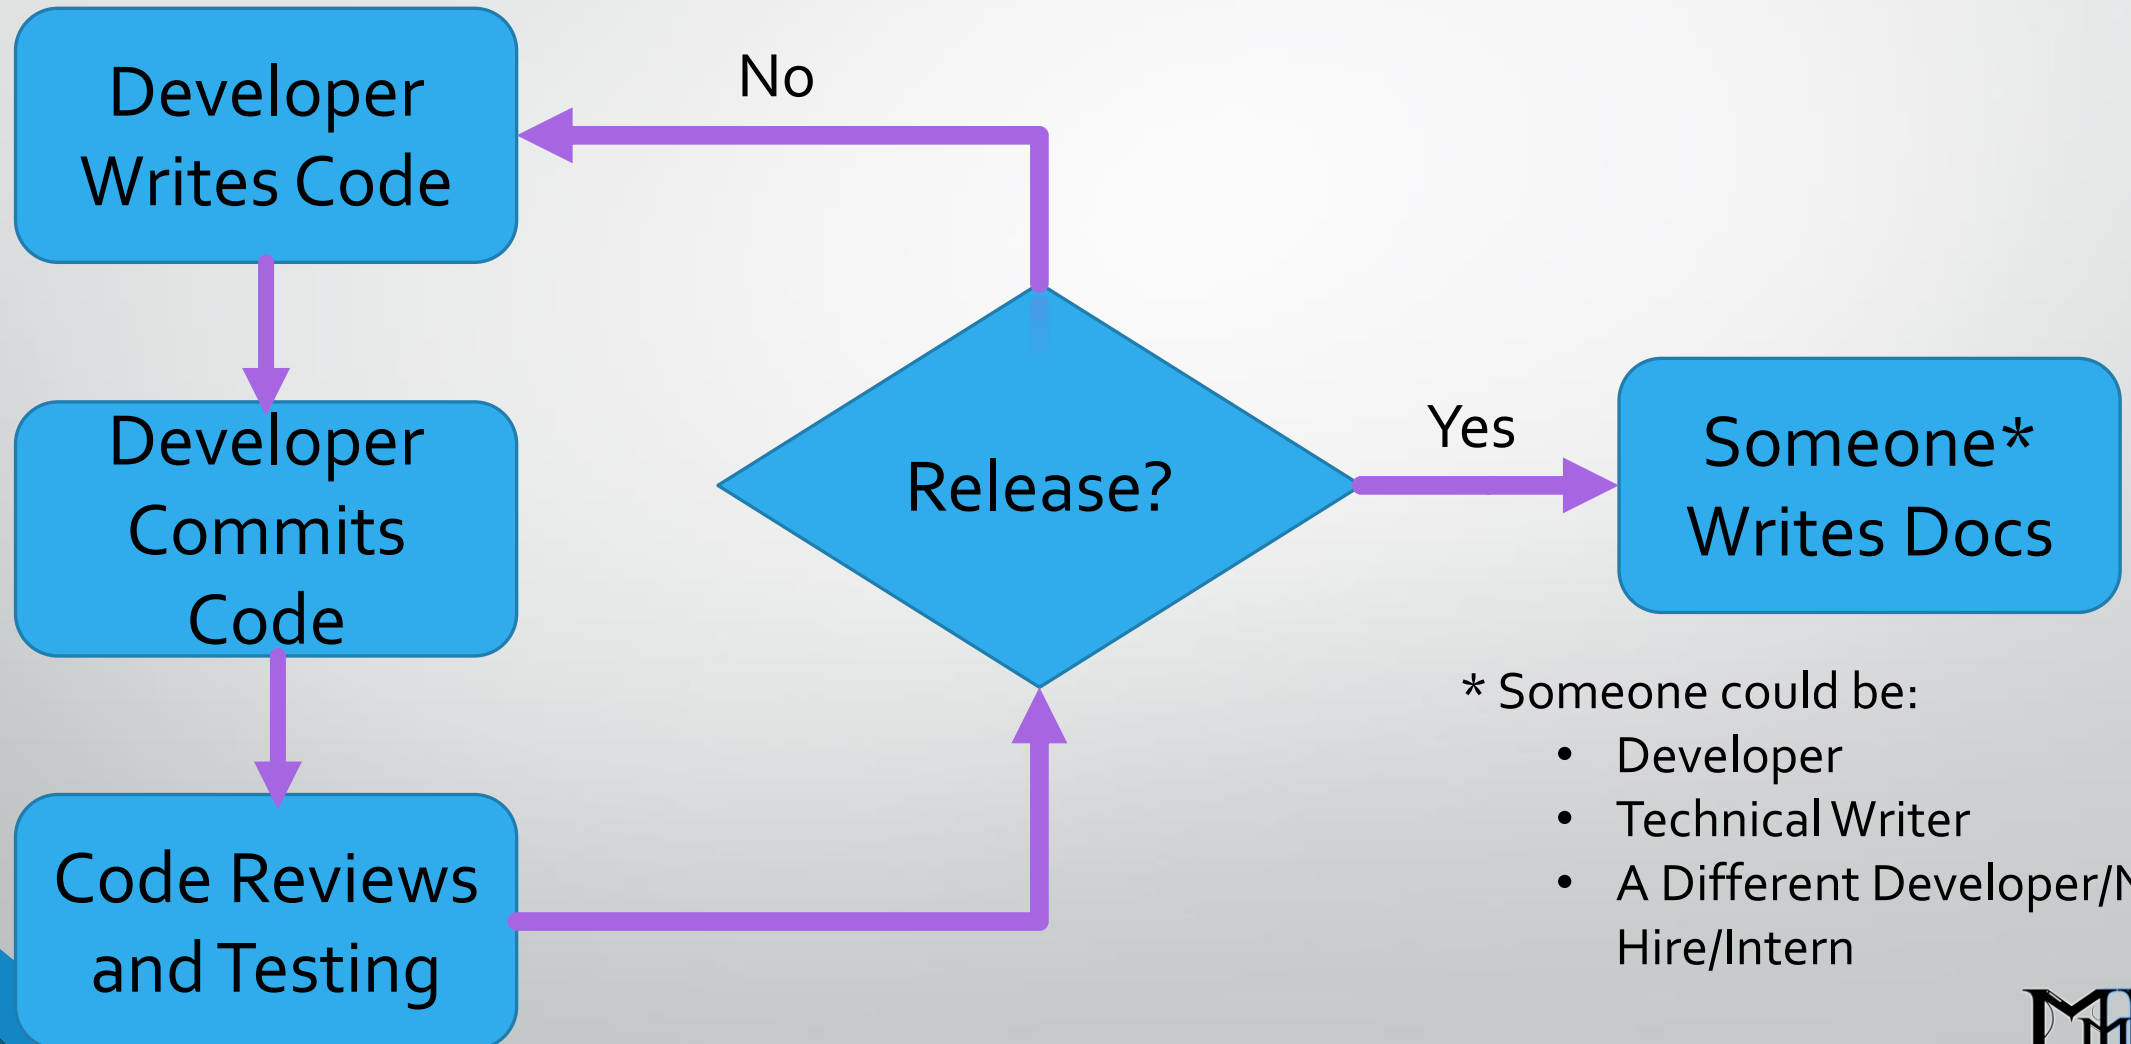 Developer
Writes Code
No
Developer
Commits
Code
Release?
Yes
Someone*
Writes Docs
Code Reviews
and Testing
* Someone could be:
• Developer
• Technical Writer
• A Different Developer/
Hire/Intern